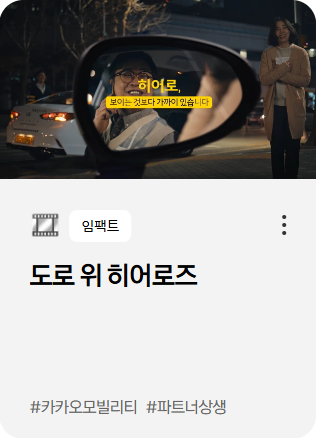 히어로,
보이는 것보다 가까이 있습니다
임팩트
도로 위 히어로즈
#카카오모빌리티 #파트너상생